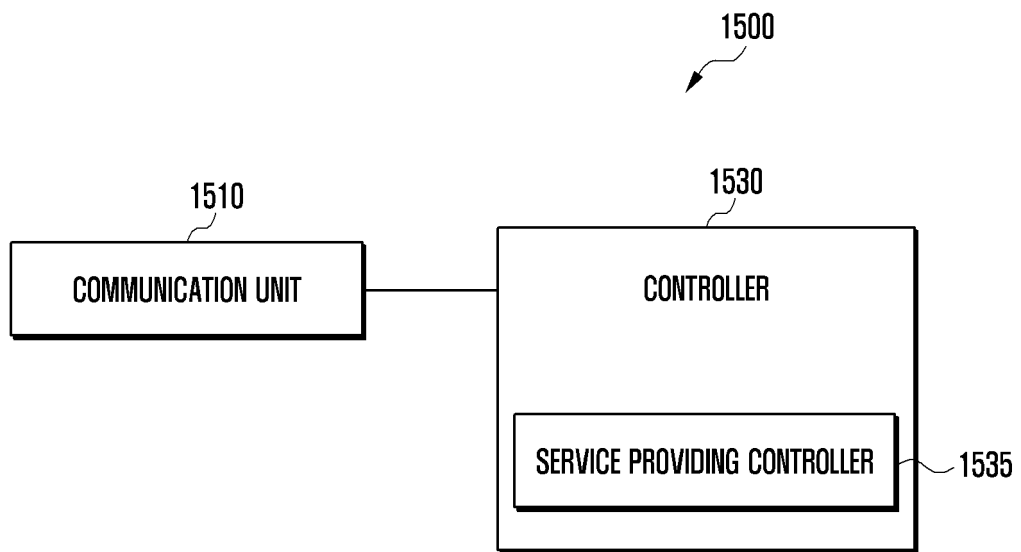 1500
1510
1530
COMMUNICATION UNIT
CONTROLLER
SERVICE PROVIDING CONTROLLER
1535